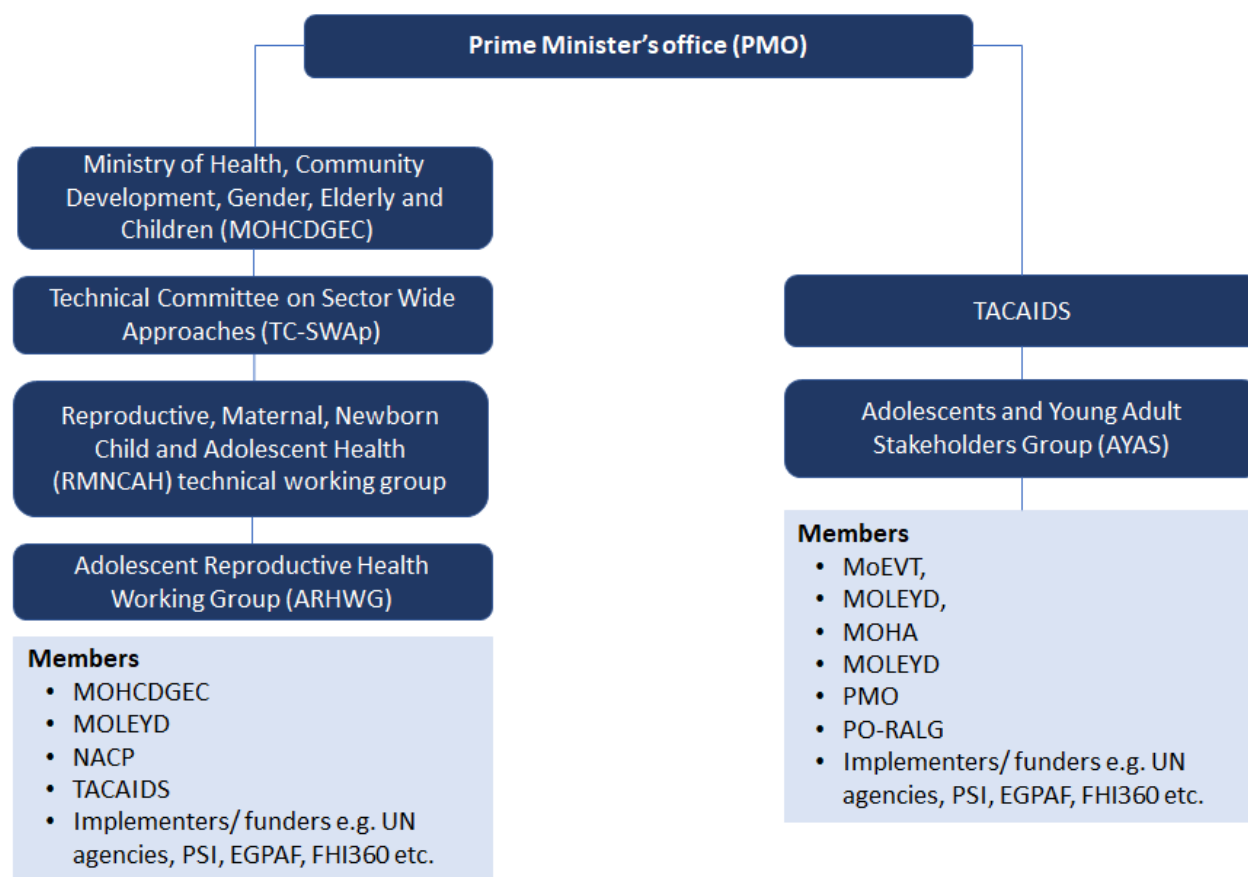 Prime Minister's office (PMO)
Ministry of Health, Community
Development, Gender, Elderly and
Children (MOHCDGEC)
Technical Committee on Sector Wide
Approaches (TC-SWAp)
Reproductive, Maternal, Newborn
Child and Adolescent Health
(RMNCAH) technical working group
Adolescent Reproductive Health
Working Group (ARHWG)
Members
• MOHCDGEC
• MOLEYD
• NACP
• TACAIDS
• Implementers/ funders e.g. UN
agencies, PSI, EGPAF, FHI360 etc.
TACAIDS
Adolescents and Young Adult
Stakeholders Group (AYAS)
Members
• MoEVT,
• MOLEYD,
• MOHA
• MOLEYD
• PMO
• PO-RALG
• Implementers/ funders e.g. UN
agencies, PSI, EGPAF, FHI360 etc.